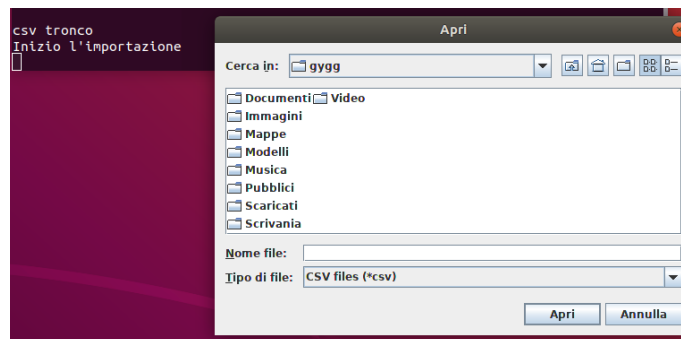 csv tronco
Inizio l'importazione
Apri
Cerca in: gygg
Documenti Video
Immagini
Mappe
Modelli
Musica
Pubblici
Scaricati
Scrivania
Nome file:
Tipo di file: CSV files (*csv)
Apri Annulla